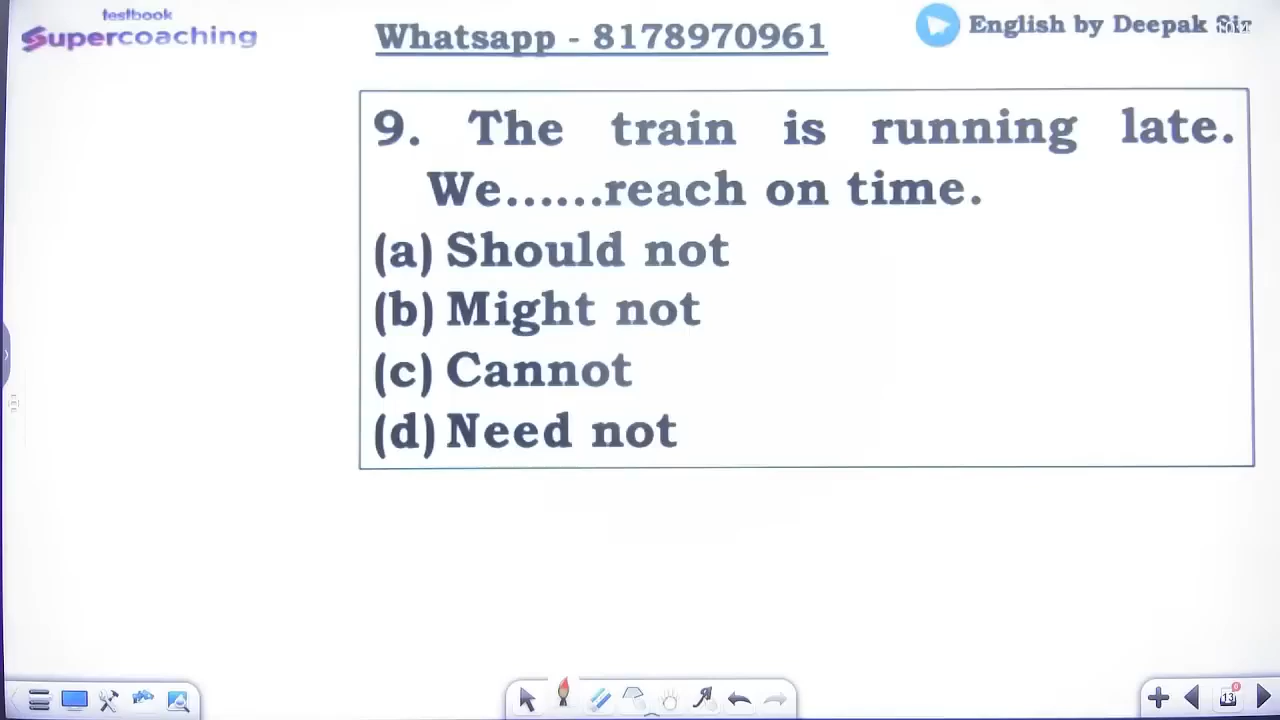 testbook
Supercoaching
Whatsapp - 8178970961
English by Deepak Sir
9. The train is running late.
We......reach on time.
(a) Should not
(b) Might not
(c) Cannot
(d) Need not
13